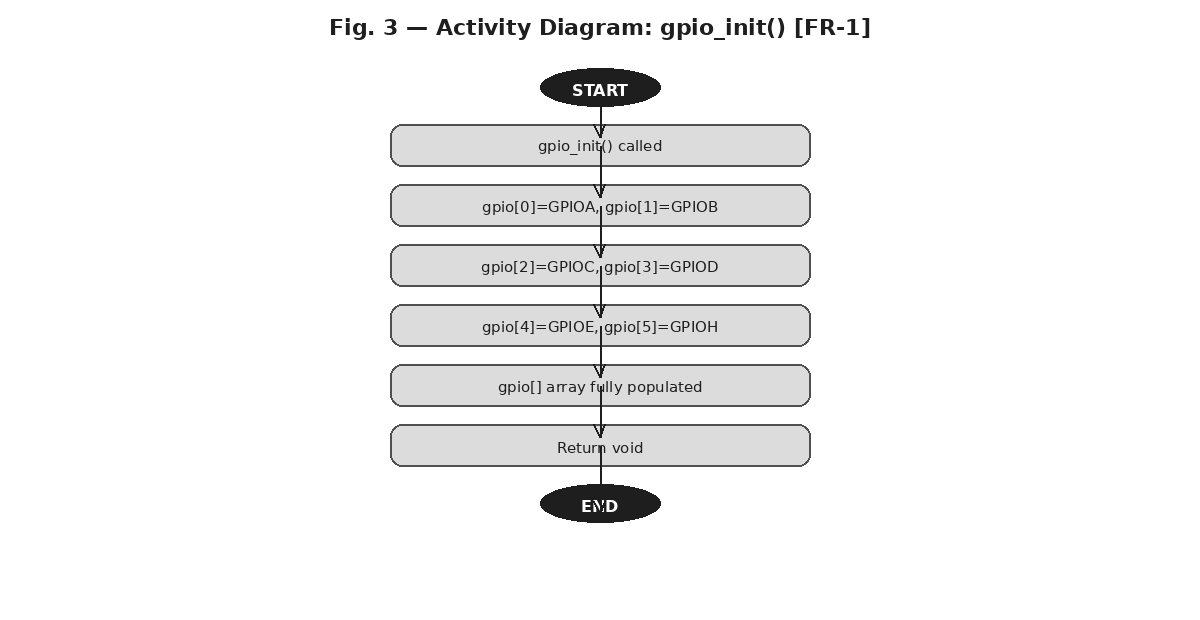 Fig. 3 — Activity Diagram: gpio_init() [FR-1]
START
gpio_init() called
gpio[0]=GPIOA, gpio[1]=GPIOB
gpio[2]=GPIOC, gpio[3]=GPIOD
gpio[4]=GPIOE, gpio[5]=GPIOH
gpio[] array fully populated
Return void
END